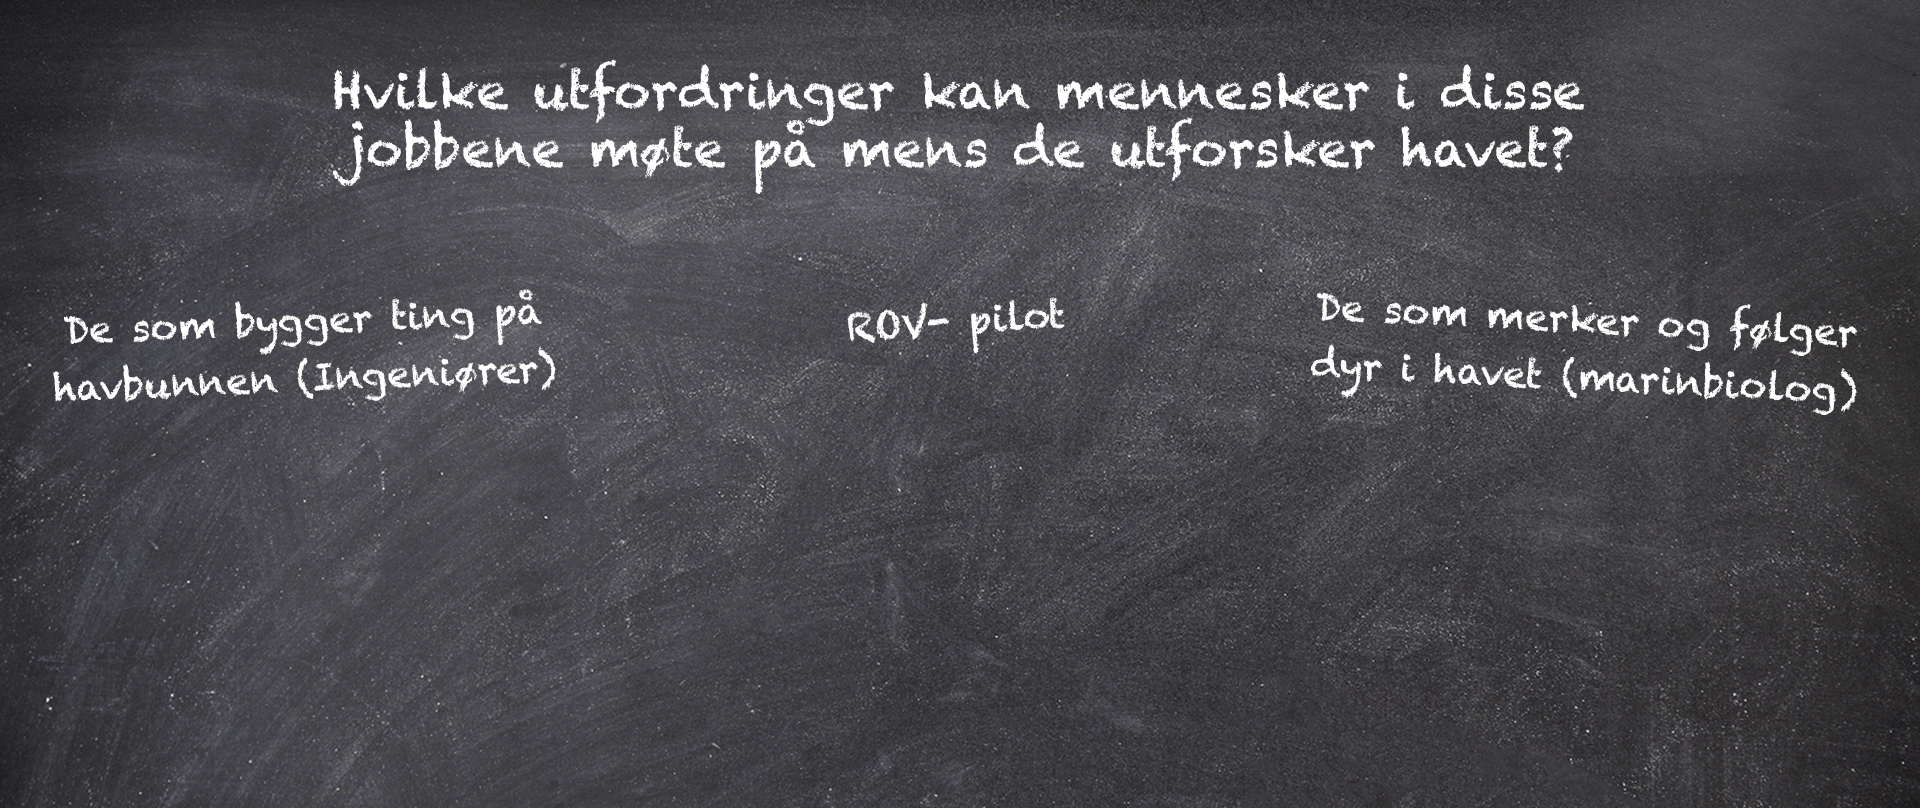 Hvilke utfordringer kan mennesker i disse
jobbene møte på mens de utforsker havet?
De som bygger ting på
havbunnen (Ingeniører)
ROV- pilot
De som merker og følger
dyr i havet (marinbiolog)